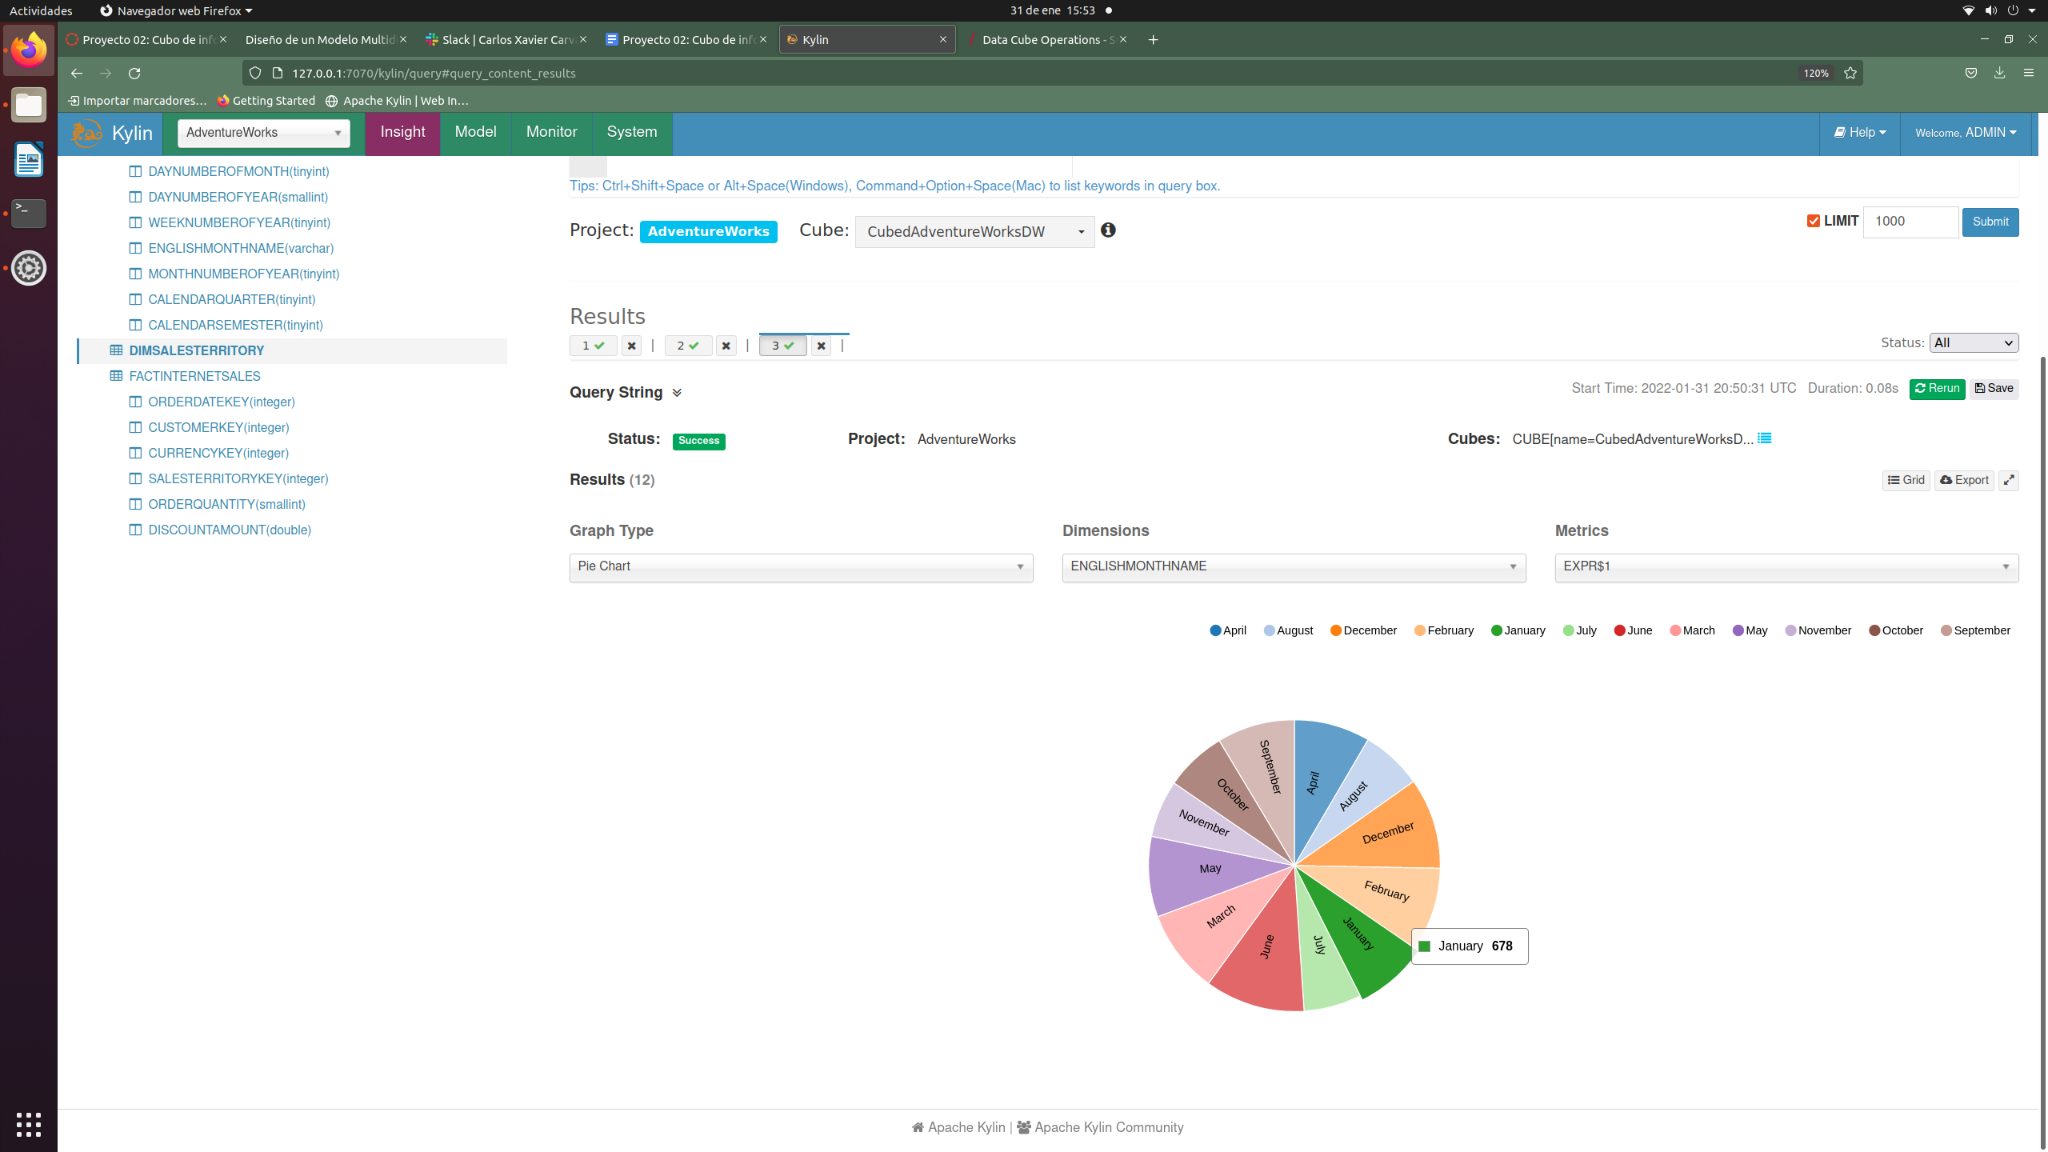 Actividades
Navegador web Firefox
31 de ene 15:53
Proyecto 02: Cubo de inf
Diseño de un Modelo Multid
Slack | Carlos Xavier Carv
Proyecto 02: Cubo de inf
Kylin
Data Cube Operations - S
127.0.0.1:7070/kylin/query#query_content_results
120%
Importar marcadores...
Getting Started
Apache Kylin | Web In...
Kylin
AdventureWorks
Insight
Model
Monitor
System
Help
Welcome, ADMIN
DAYNUMBEROFMONTH(tinyint)
DAYNUMBEROFYEAR(smallint)
WEEKNUMBEROFYEAR(tinyint)
ENGLISHMONTHNAME(varchar)
MONTHNUMBEROFYEAR(tinyint)
CALENDARQUARTER(tinyint)
CALENDARSEMESTER(tinyint)
DIMSALESTERRITORY
FACTINTERNETSALES
ORDERDATEKEY(integer)
CUSTOMERKEY(integer)
CURRENCYKEY(integer)
SALESTERRITORYKEY(integer)
ORDERQUANTITY(smallint)
DISCOUNTAMOUNT(double)
Tips: Ctrl+Shift+Space or Alt+Space(Windows), Command+Option+Space(Mac) to list keywords in query box.
Project: AdventureWorks Cube: CubedAdventureWorksDW
LIMIT 1000 Submit
Results
1 | 2 | 3 |
Status: All
Query String
Start Time: 2022-01-31 20:50:31 UTC Duration: 0.08s Rerun Save
Status: Success Project: AdventureWorks Cubes: CUBE[name=CubedAdventureWorksD...
Results (12)
Grid Export
Graph Type Dimensions Metrics
Pie Chart ENGLISHMONTHNAME EXPR$1
April August December February January July June March May November October September
September
April
October
August
November
December
May
February
March
January
June
July
January 678
Apache Kylin | Apache Kylin Community